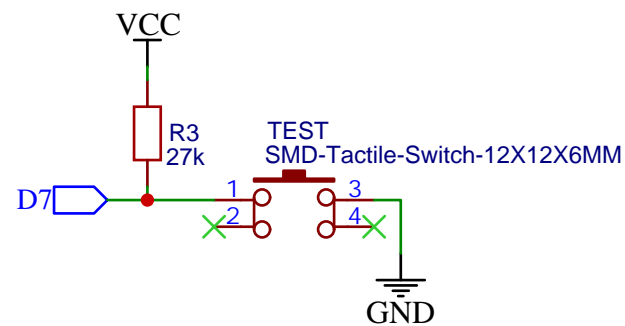 VCC
R3
27k
TEST
SMD-Tactile-Switch-12X12X6MM
D7
1
3
2
4
GND